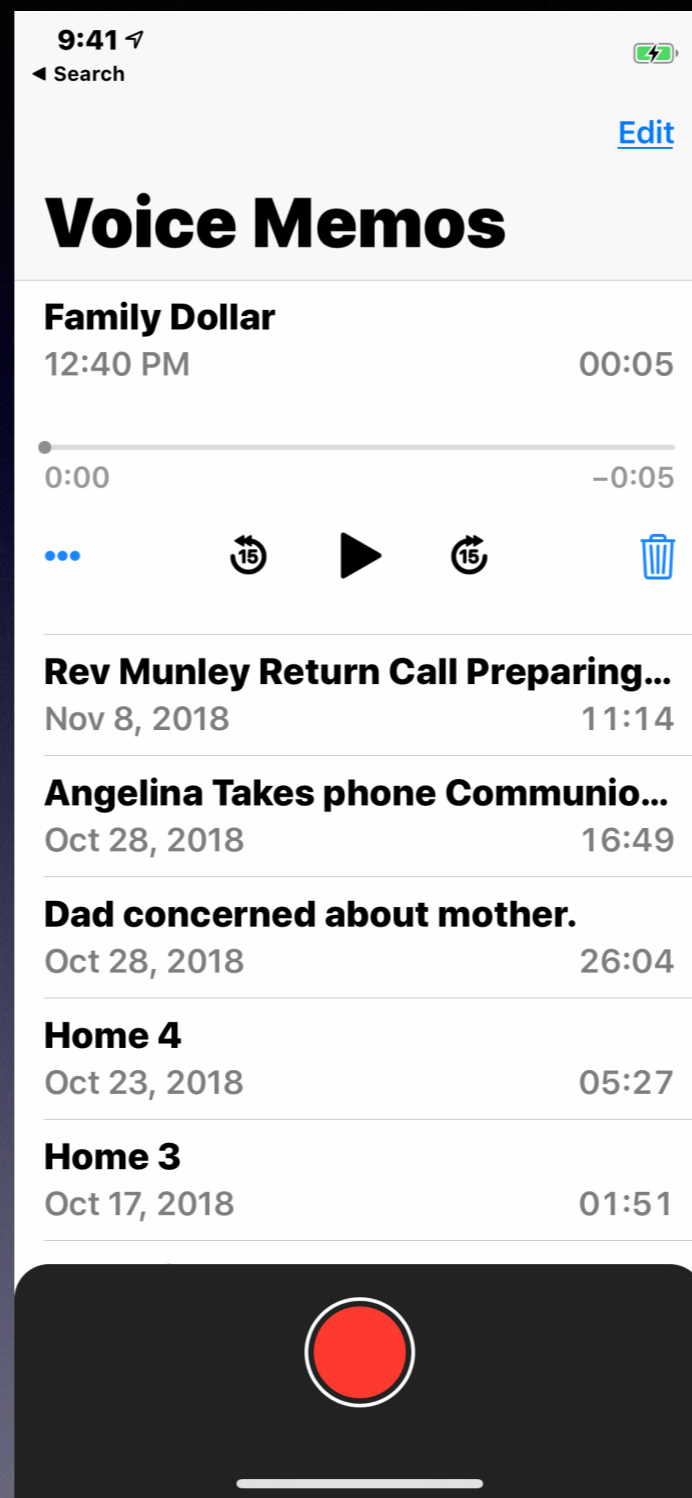 9:41
◀ Search
Edit
Voice Memos
Family Dollar
12:40 PM 00:05
0:00 −0:05
15 15
Rev Munley Return Call Preparing...
Nov 8, 2018 11:14
Angelina Takes phone Communio...
Oct 28, 2018 16:49
Dad concerned about mother.
Oct 28, 2018 26:04
Home 4
Oct 23, 2018 05:27
Home 3
Oct 17, 2018 01:51